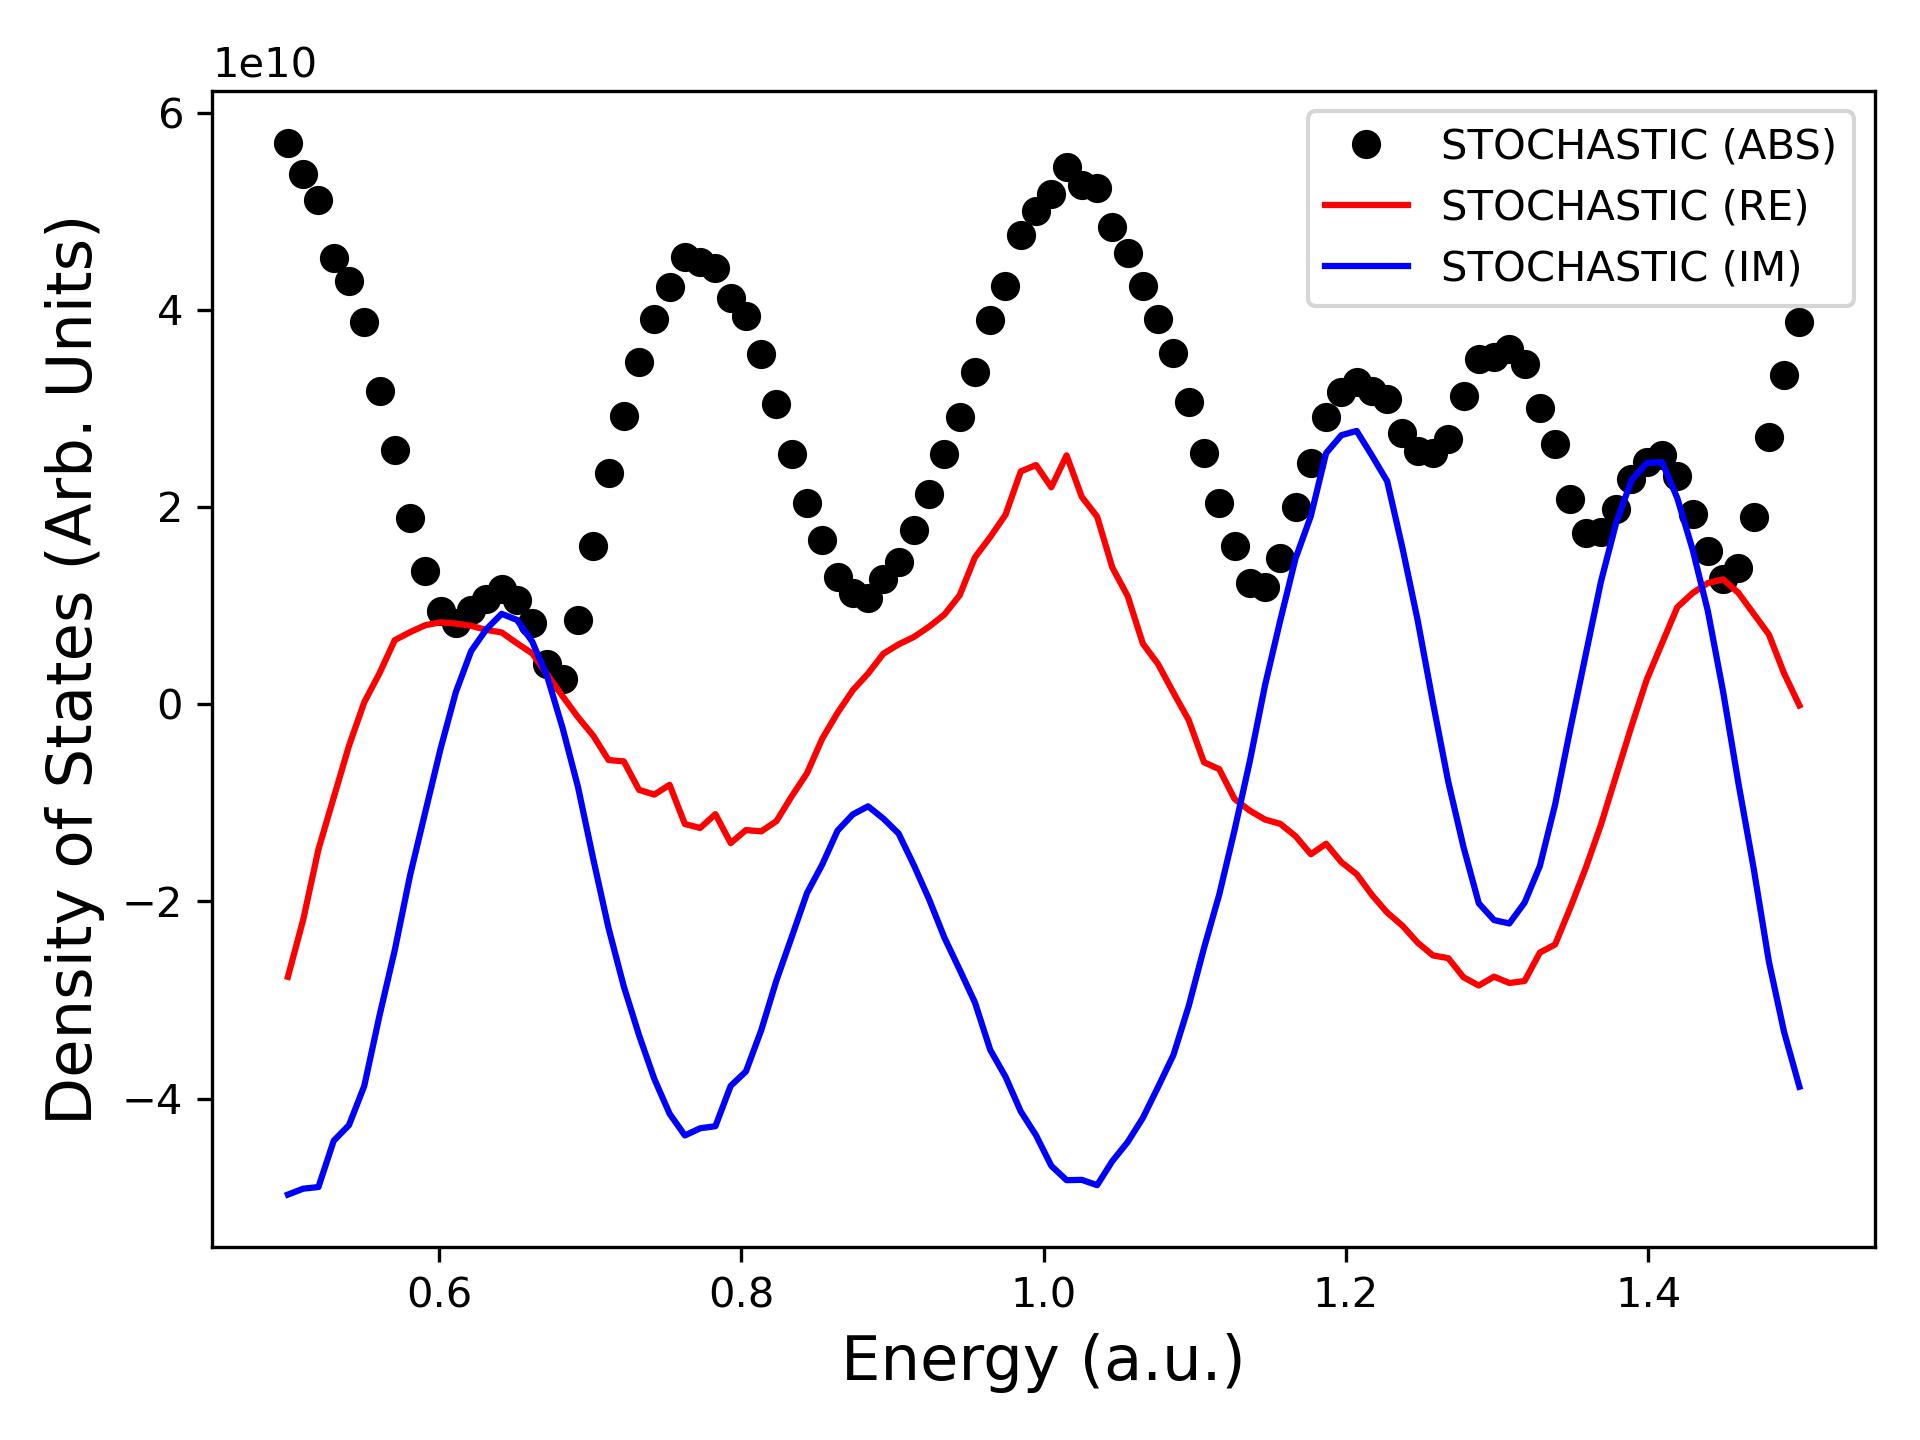 1e10
6
4
2
0
−2
−4
Density of States (Arb. Units)
STOCHASTIC (ABS)
STOCHASTIC (RE)
STOCHASTIC (IM)
0.6 0.8 1.0 1.2 1.4
Energy (a.u.)